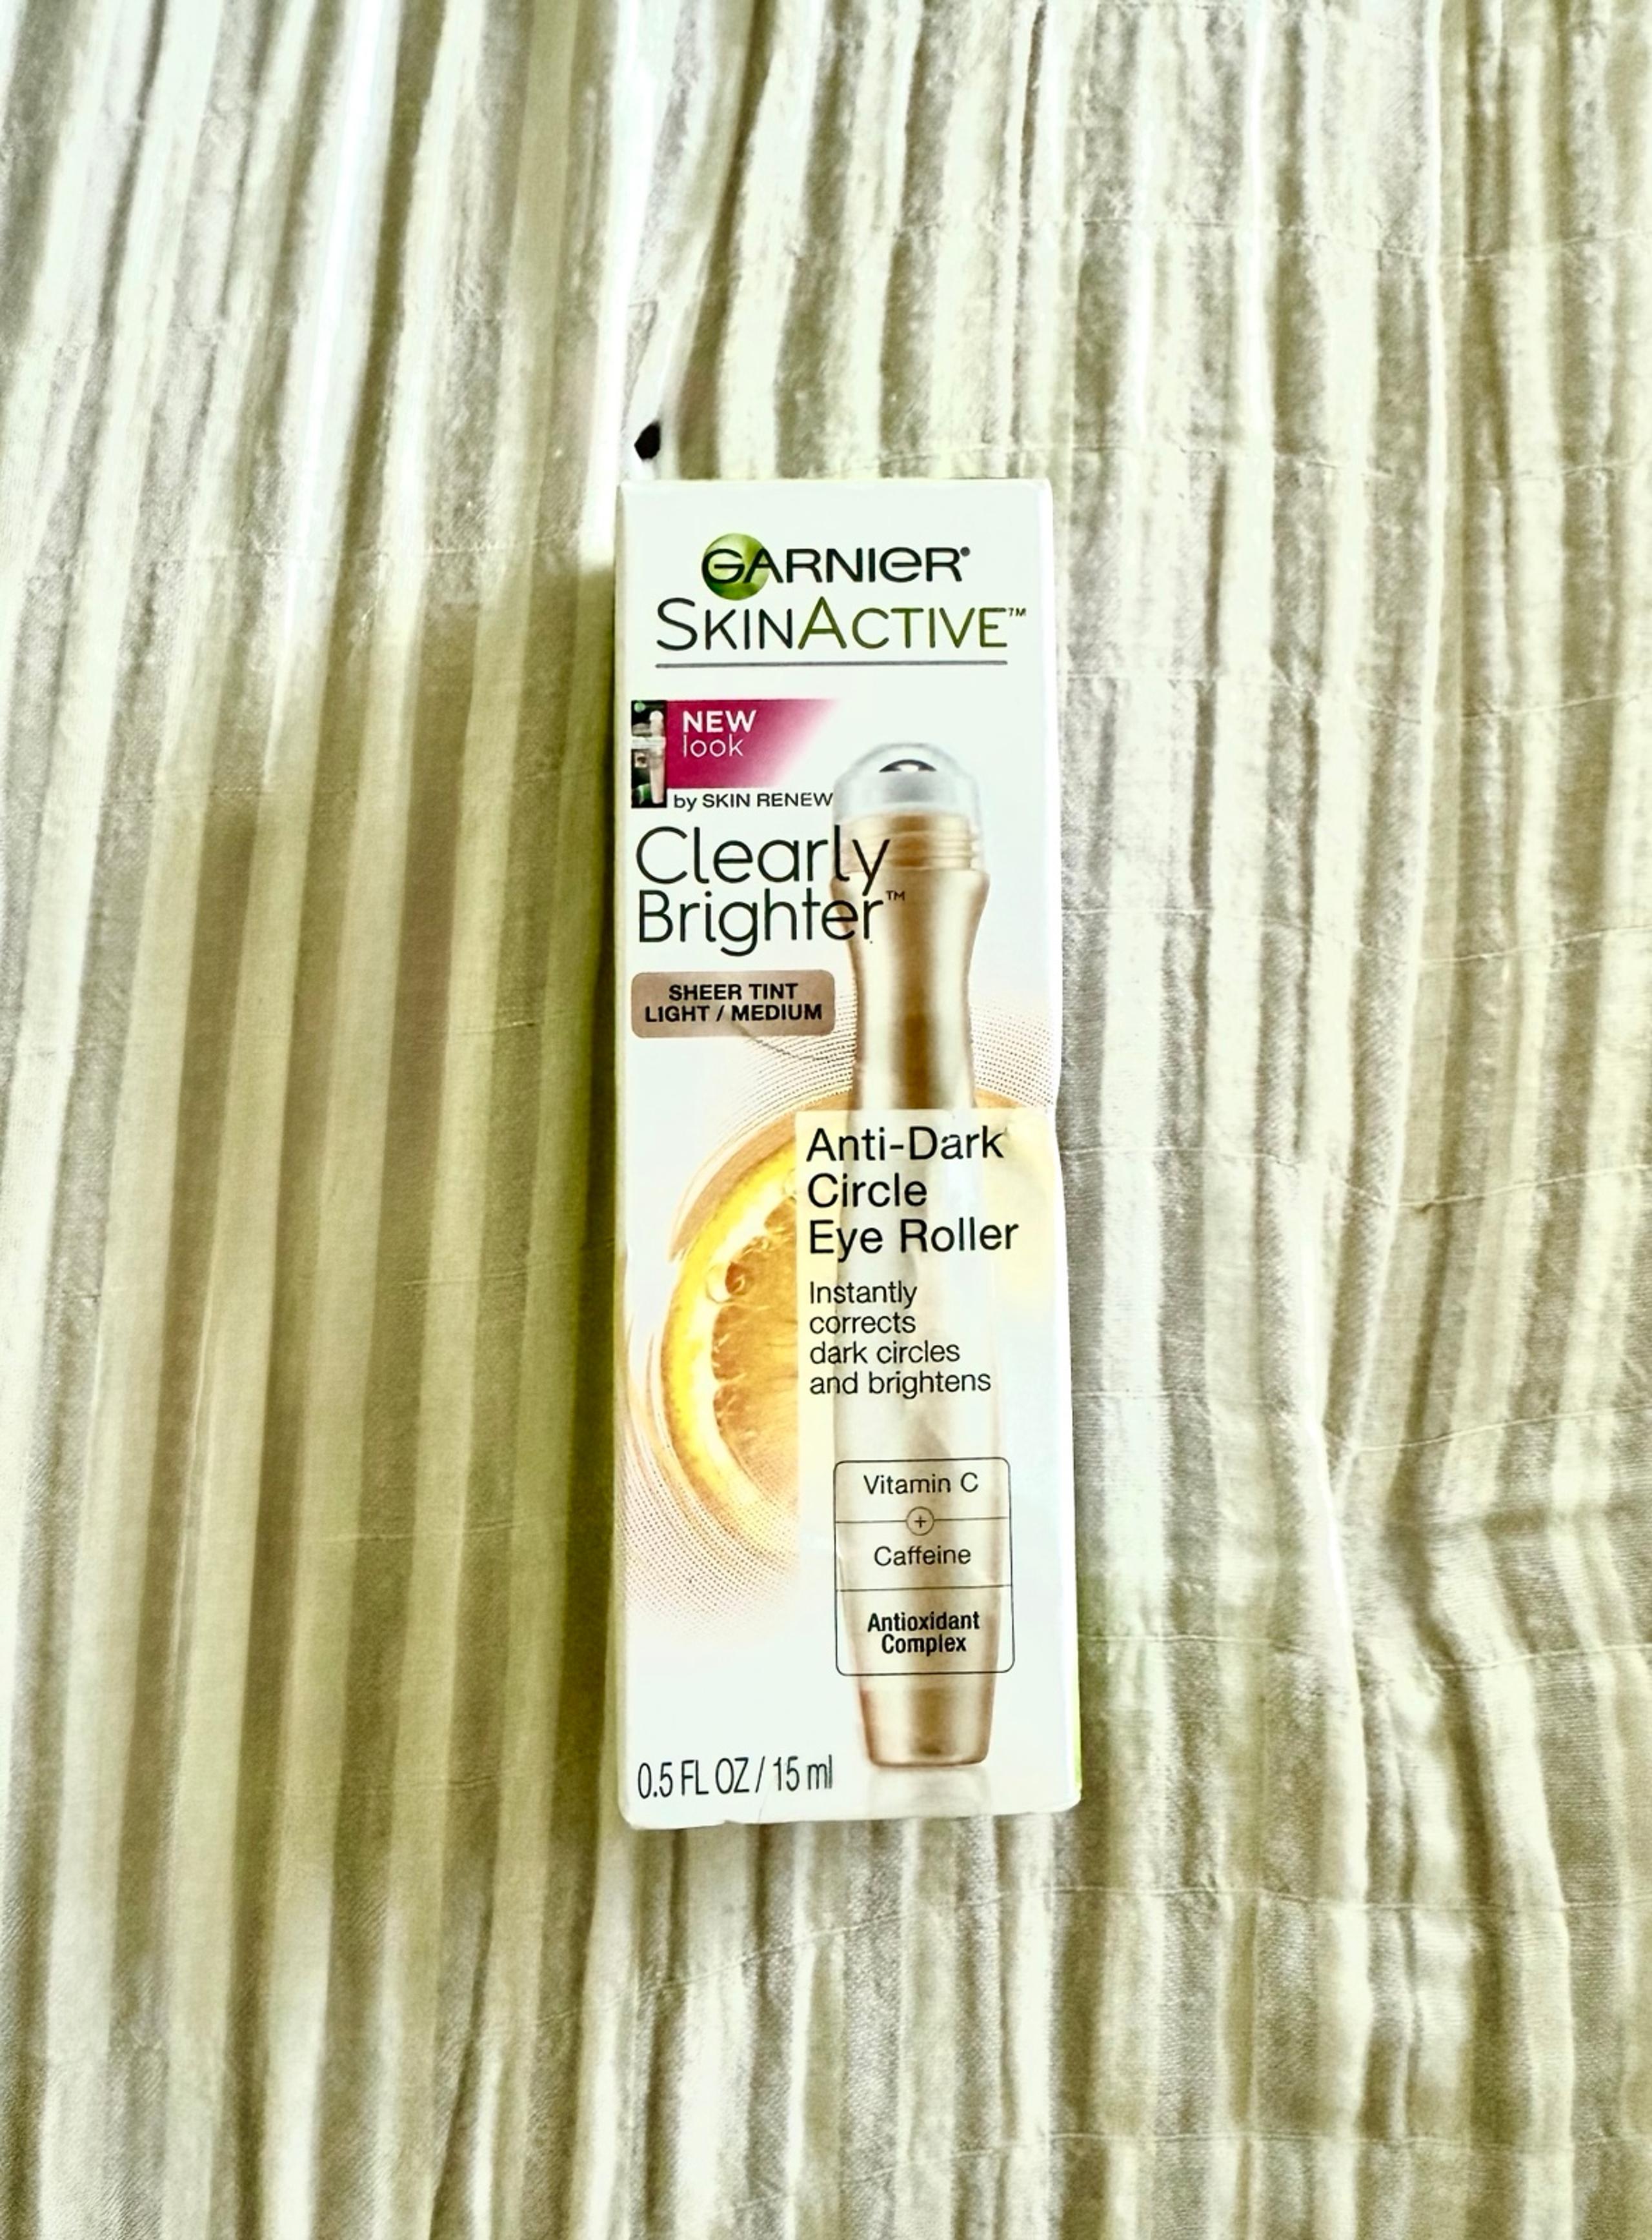 GARNIER®
SKINACTIVE™
NEW
look
by SKIN RENEW
Clearly
Brighter™
SHEER TINT
LIGHT / MEDIUM
Anti-Dark
Circle
Eye Roller
Instantly
corrects
dark circles
and brightens
Vitamin C
+
Caffeine
Antioxidant
Complex
0.5 FL OZ / 15 ml